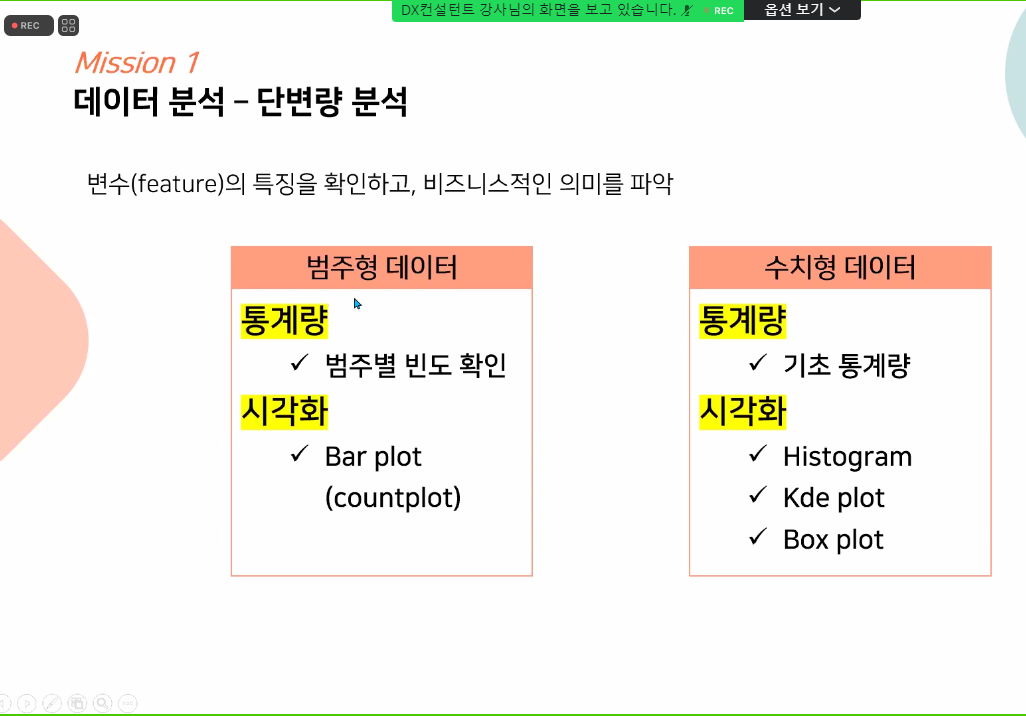 DX컨설턴트 강사님의 화면을 보고 있습니다. REC 옵션 보기
REC
Mission 1
데이터 분석 – 단변량 분석
변수(feature)의 특징을 확인하고, 비즈니스적인 의미를 파악
범주형 데이터
통계량
✓ 범주별 빈도 확인
시각화
✓ Bar plot
(countplot)
수치형 데이터
통계량
✓ 기초 통계량
시각화
✓ Histogram
✓ Kde plot
✓ Box plot